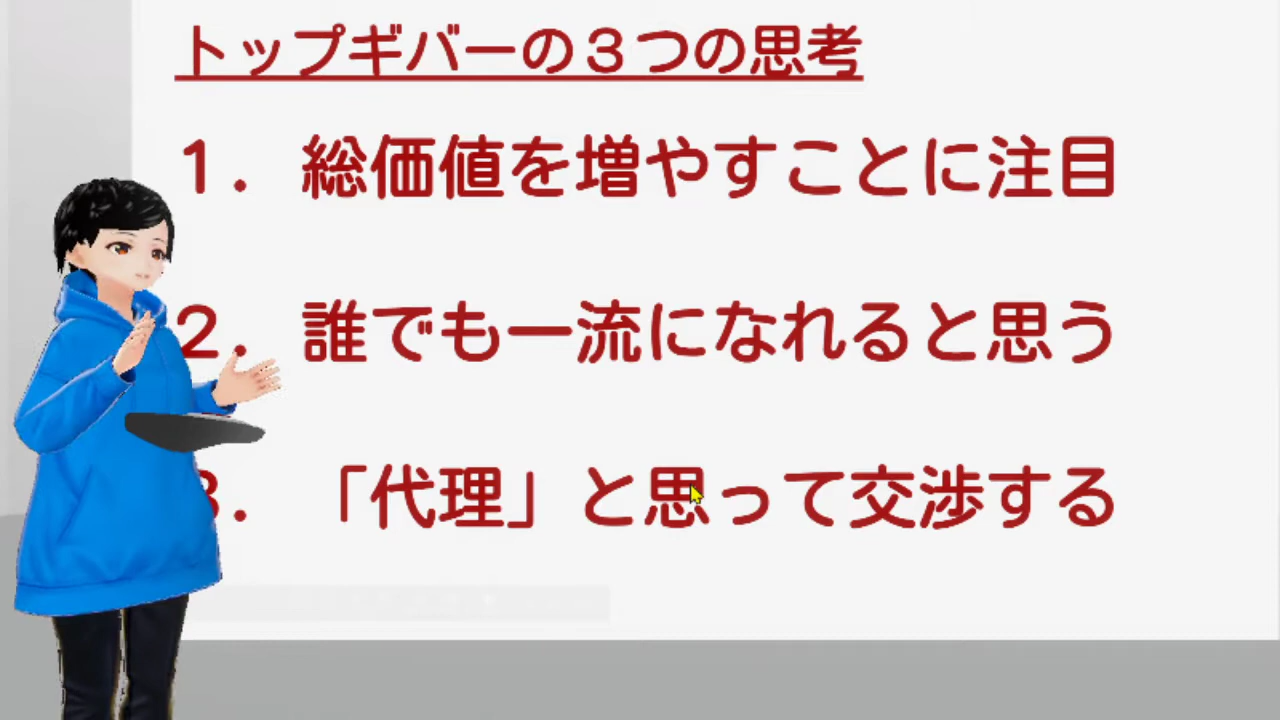 トップギバーの３つの思考
１． 総価値を増やすことに注目
２． 誰でも一流になれると思う
３． 「代理」と思って交渉する